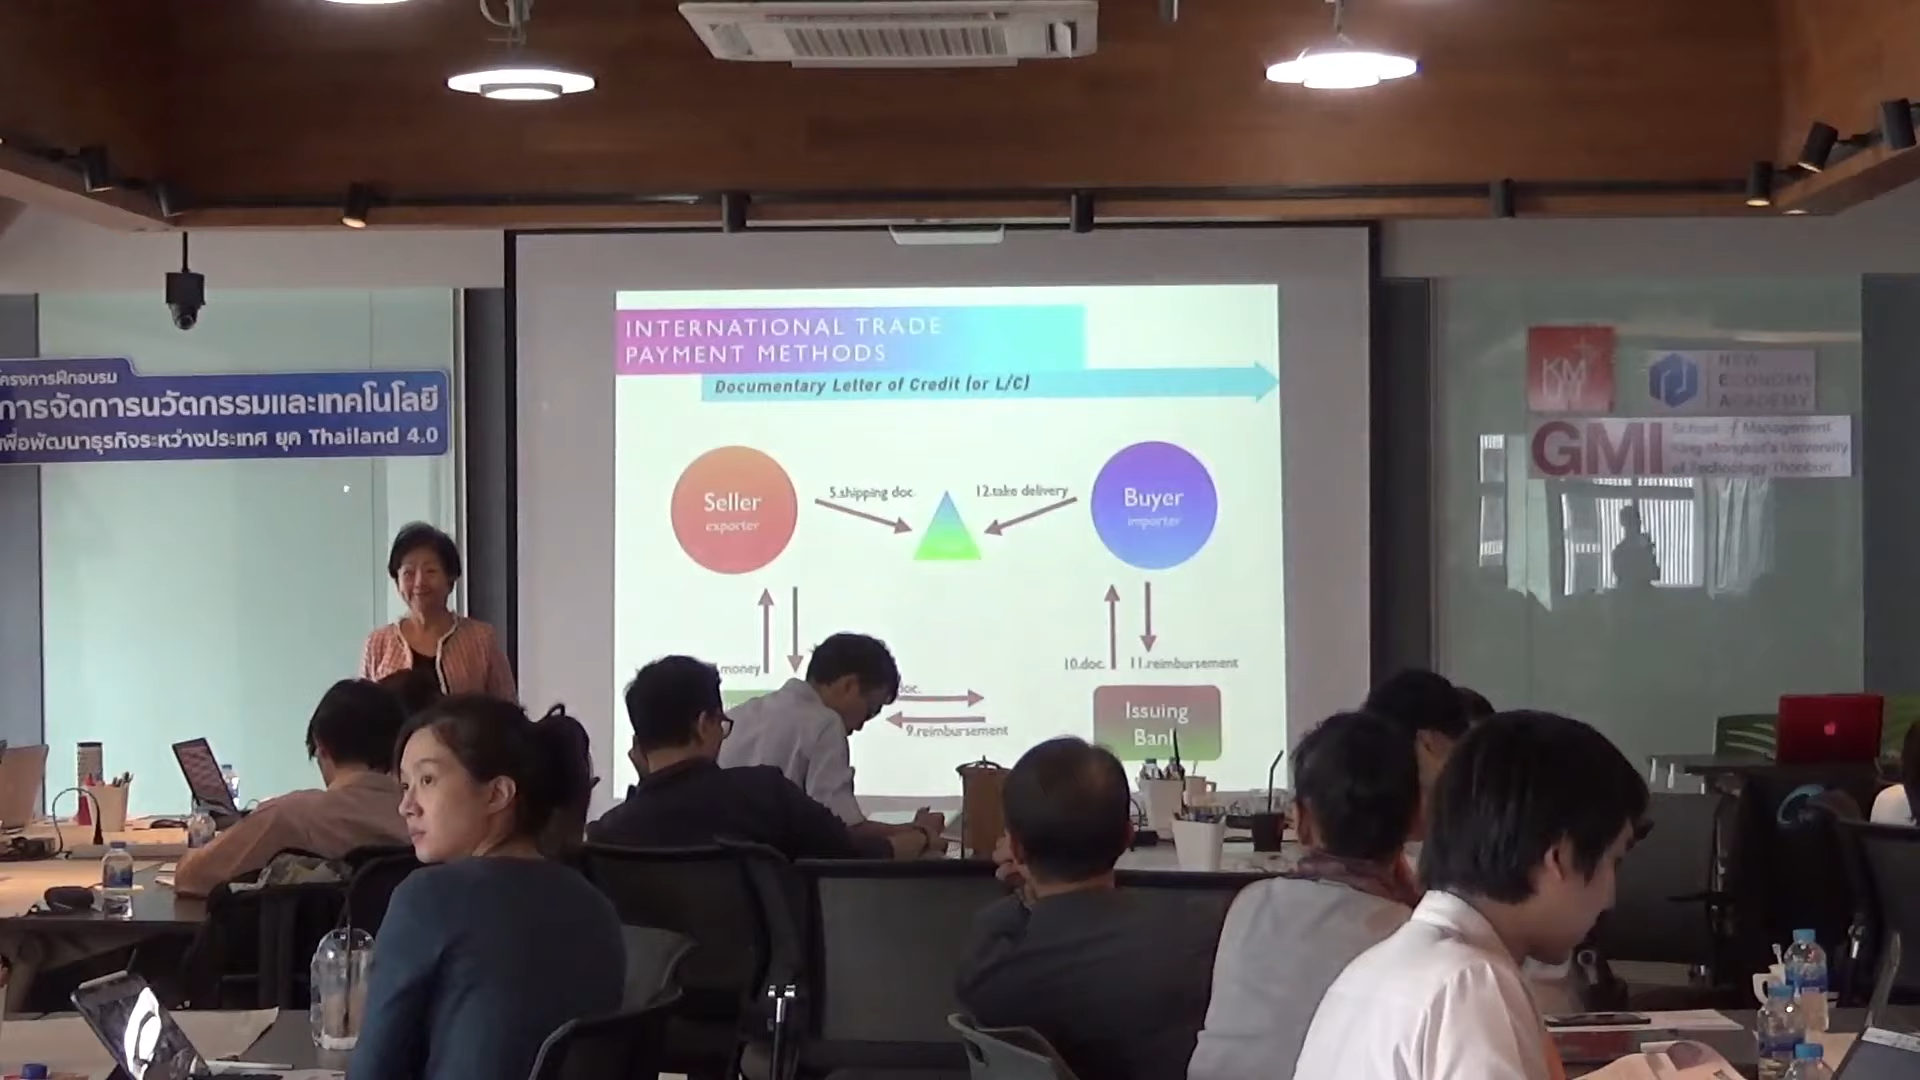 INTERNATIONAL TRADE
PAYMENT METHODS
Documentary Letter of Credit (or L/C)
Seller
exporter
5.shipping doc
12.take delivery
Buyer
importer
money
10.doc.
11.reimbursement
doc.
9.reimbursement
Issuing
Bank
โครงการฝึกอบรม
การจัดการนวัตกรรมและเทคโนโลยี
เพื่อพัฒนาธุรกิจระหว่างประเทศ ยุค Thailand 4.0
KM
UTT
NEW
ECONOMY
ACADEMY
GMI
School of Management
King Mongkut's University
of Technology Thonburi